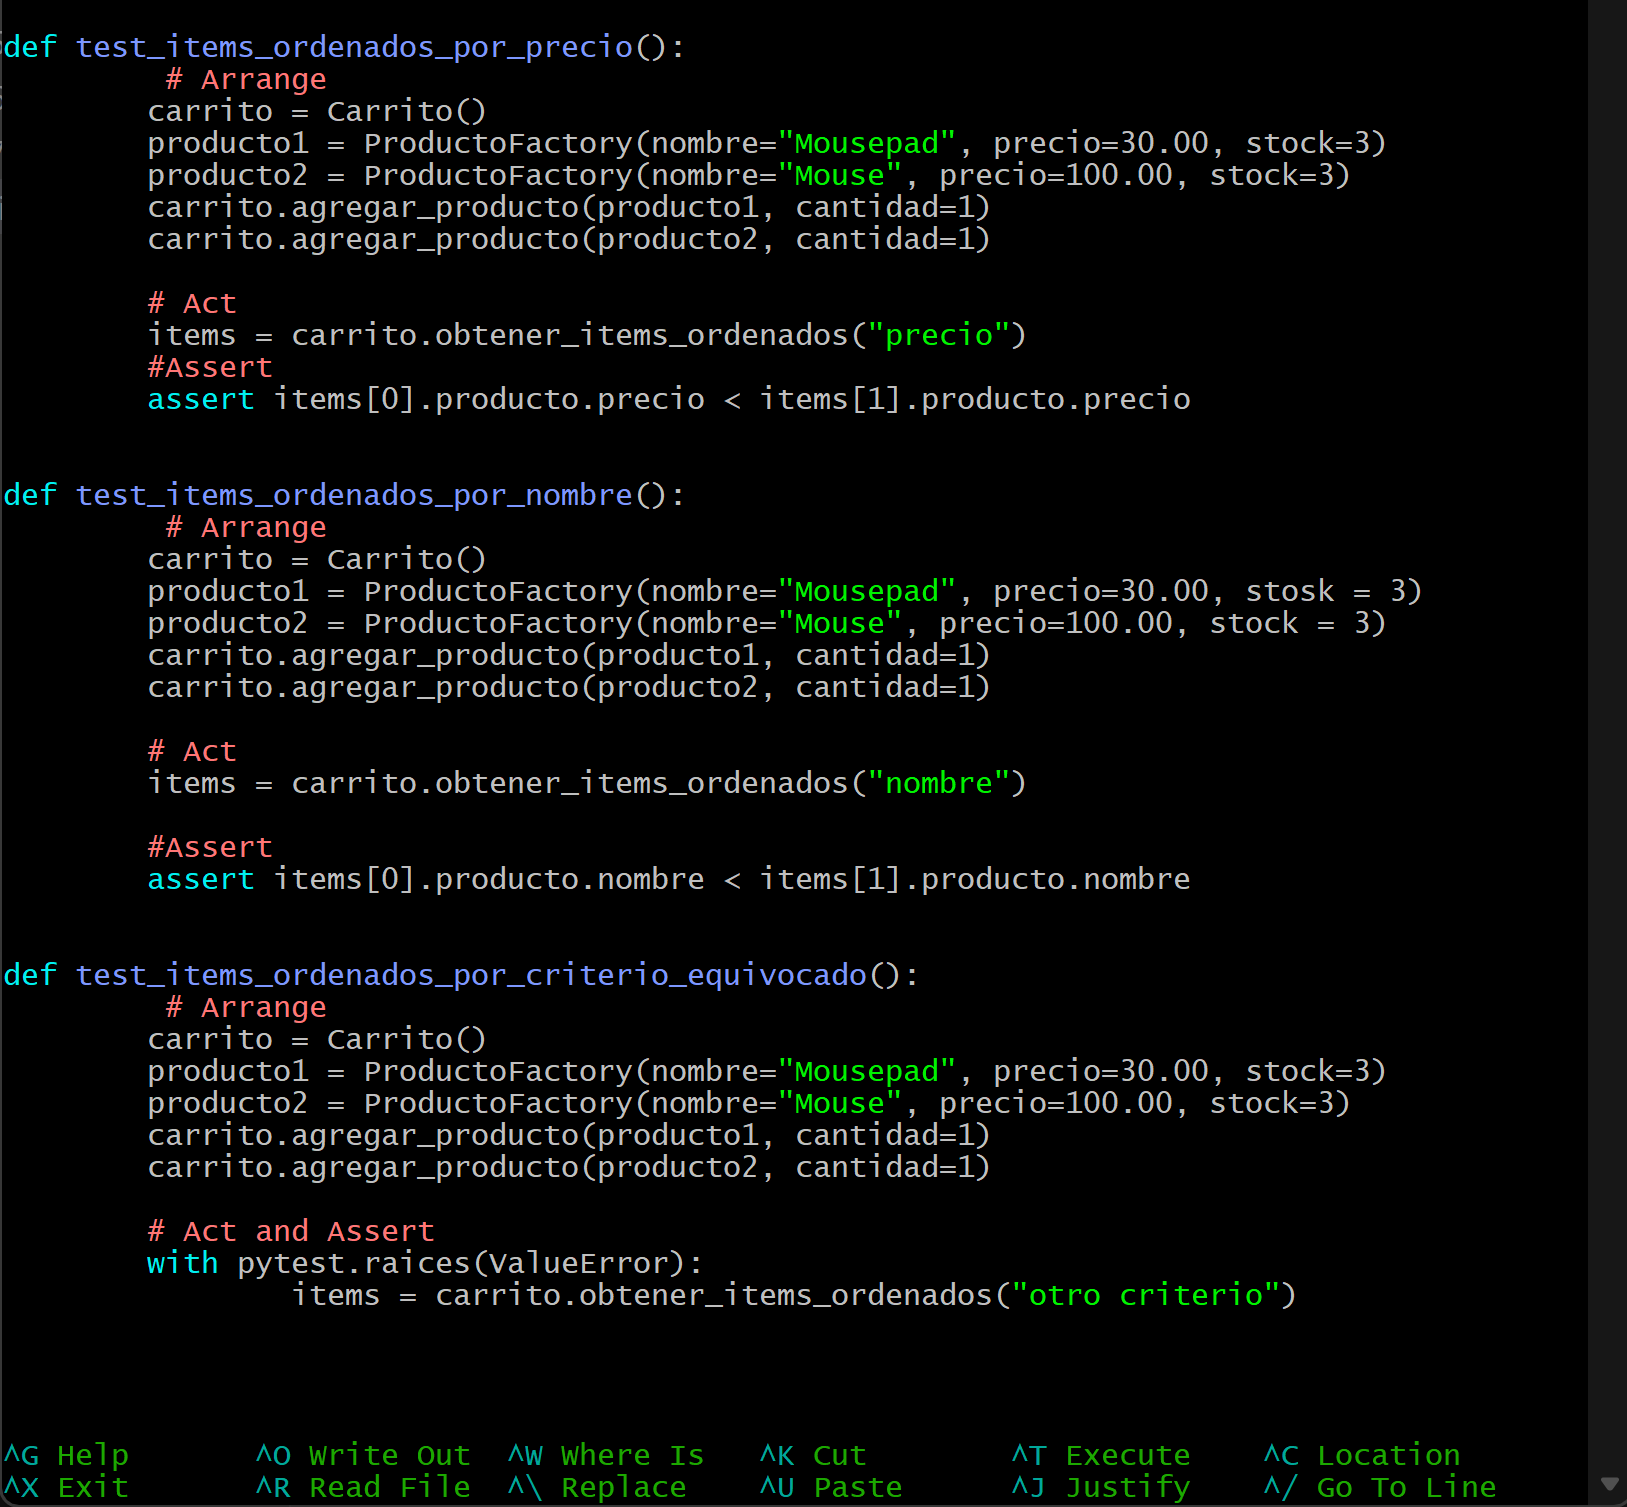 def test_items_ordenados_por_precio():
# Arrange
carrito = Carrito()
producto1 = ProductoFactory(nombre="Mousepad", precio=30.00, stock=3)
producto2 = ProductoFactory(nombre="Mouse", precio=100.00, stock=3)
carrito.agregar_producto(producto1, cantidad=1)
carrito.agregar_producto(producto2, cantidad=1)
# Act
items = carrito.obtener_items_ordenados("precio")
#Assert
assert items[0].producto.precio < items[1].producto.precio
def test_items_ordenados_por_nombre():
# Arrange
carrito = Carrito()
producto1 = ProductoFactory(nombre="Mousepad", precio=30.00, stosk = 3)
producto2 = ProductoFactory(nombre="Mouse", precio=100.00, stock = 3)
carrito.agregar_producto(producto1, cantidad=1)
carrito.agregar_producto(producto2, cantidad=1)
# Act
items = carrito.obtener_items_ordenados("nombre")
#Assert
assert items[0].producto.nombre < items[1].producto.nombre
def test_items_ordenados_por_criterio_equivocado():
# Arrange
carrito = Carrito()
producto1 = ProductoFactory(nombre="Mousepad", precio=30.00, stock=3)
producto2 = ProductoFactory(nombre="Mouse", precio=100.00, stock=3)
carrito.agregar_producto(producto1, cantidad=1)
carrito.agregar_producto(producto2, cantidad=1)
# Act and Assert
with pytest.raices(ValueError):
items = carrito.obtener_items_ordenados("otro criterio")
^G Help ^O Write Out ^W Where Is ^K Cut ^T Execute ^C Location
^X Exit ^R Read File ^\ Replace ^U Paste ^J Justify ^/ Go To Line